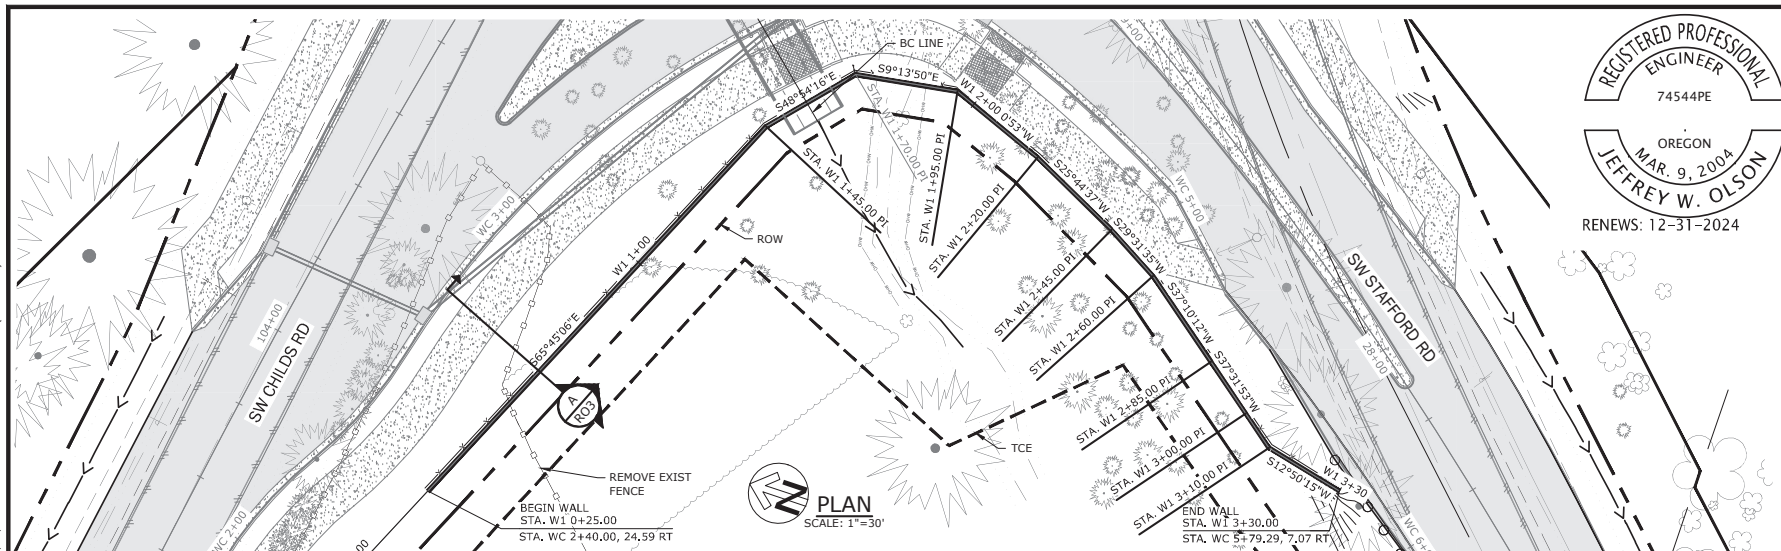 REGISTERED PROFESSIONAL
ENGINEER
74544PE
OREGON
MAR. 9, 2004
JEFFREY W. OLSON
RENEWS: 12-31-2024
BC LINE
S48°54'16"E
S9°13'50"E
W1 2+00
0'53"W
S25°44'37"W
S29°31'35"W
S37°10'12"W
S37°31'53"W
S12°50'15"W
W1 3+30
STA. W1 1+45.00 PI
STA. W1 1+70.00 PI
STA. W1 1+95.00 PI
STA. W1 2+20.00 PI
STA. W1 2+45.00 PI
STA. W1 2+60.00 PI
STA. W1 2+85.00 PI
STA. W1 3+00.00 PI
STA. W1 3+10.00 PI
WC 3+00
WC 5+00
W1 1+00
S65°45'06"E
ROW
104+00
SW CHILDS RD
SW STAFFORD RD
28+00
A
RO3
TCE
REMOVE EXIST
FENCE
BEGIN WALL
STA. W1 0+25.00
STA. WC 2+40.00, 24.59 RT
WC 2+00
N
PLAN
SCALE: 1"=30'
END WALL
STA. W1 3+30.00
STA. WC 5+79.29, 7.07 RT